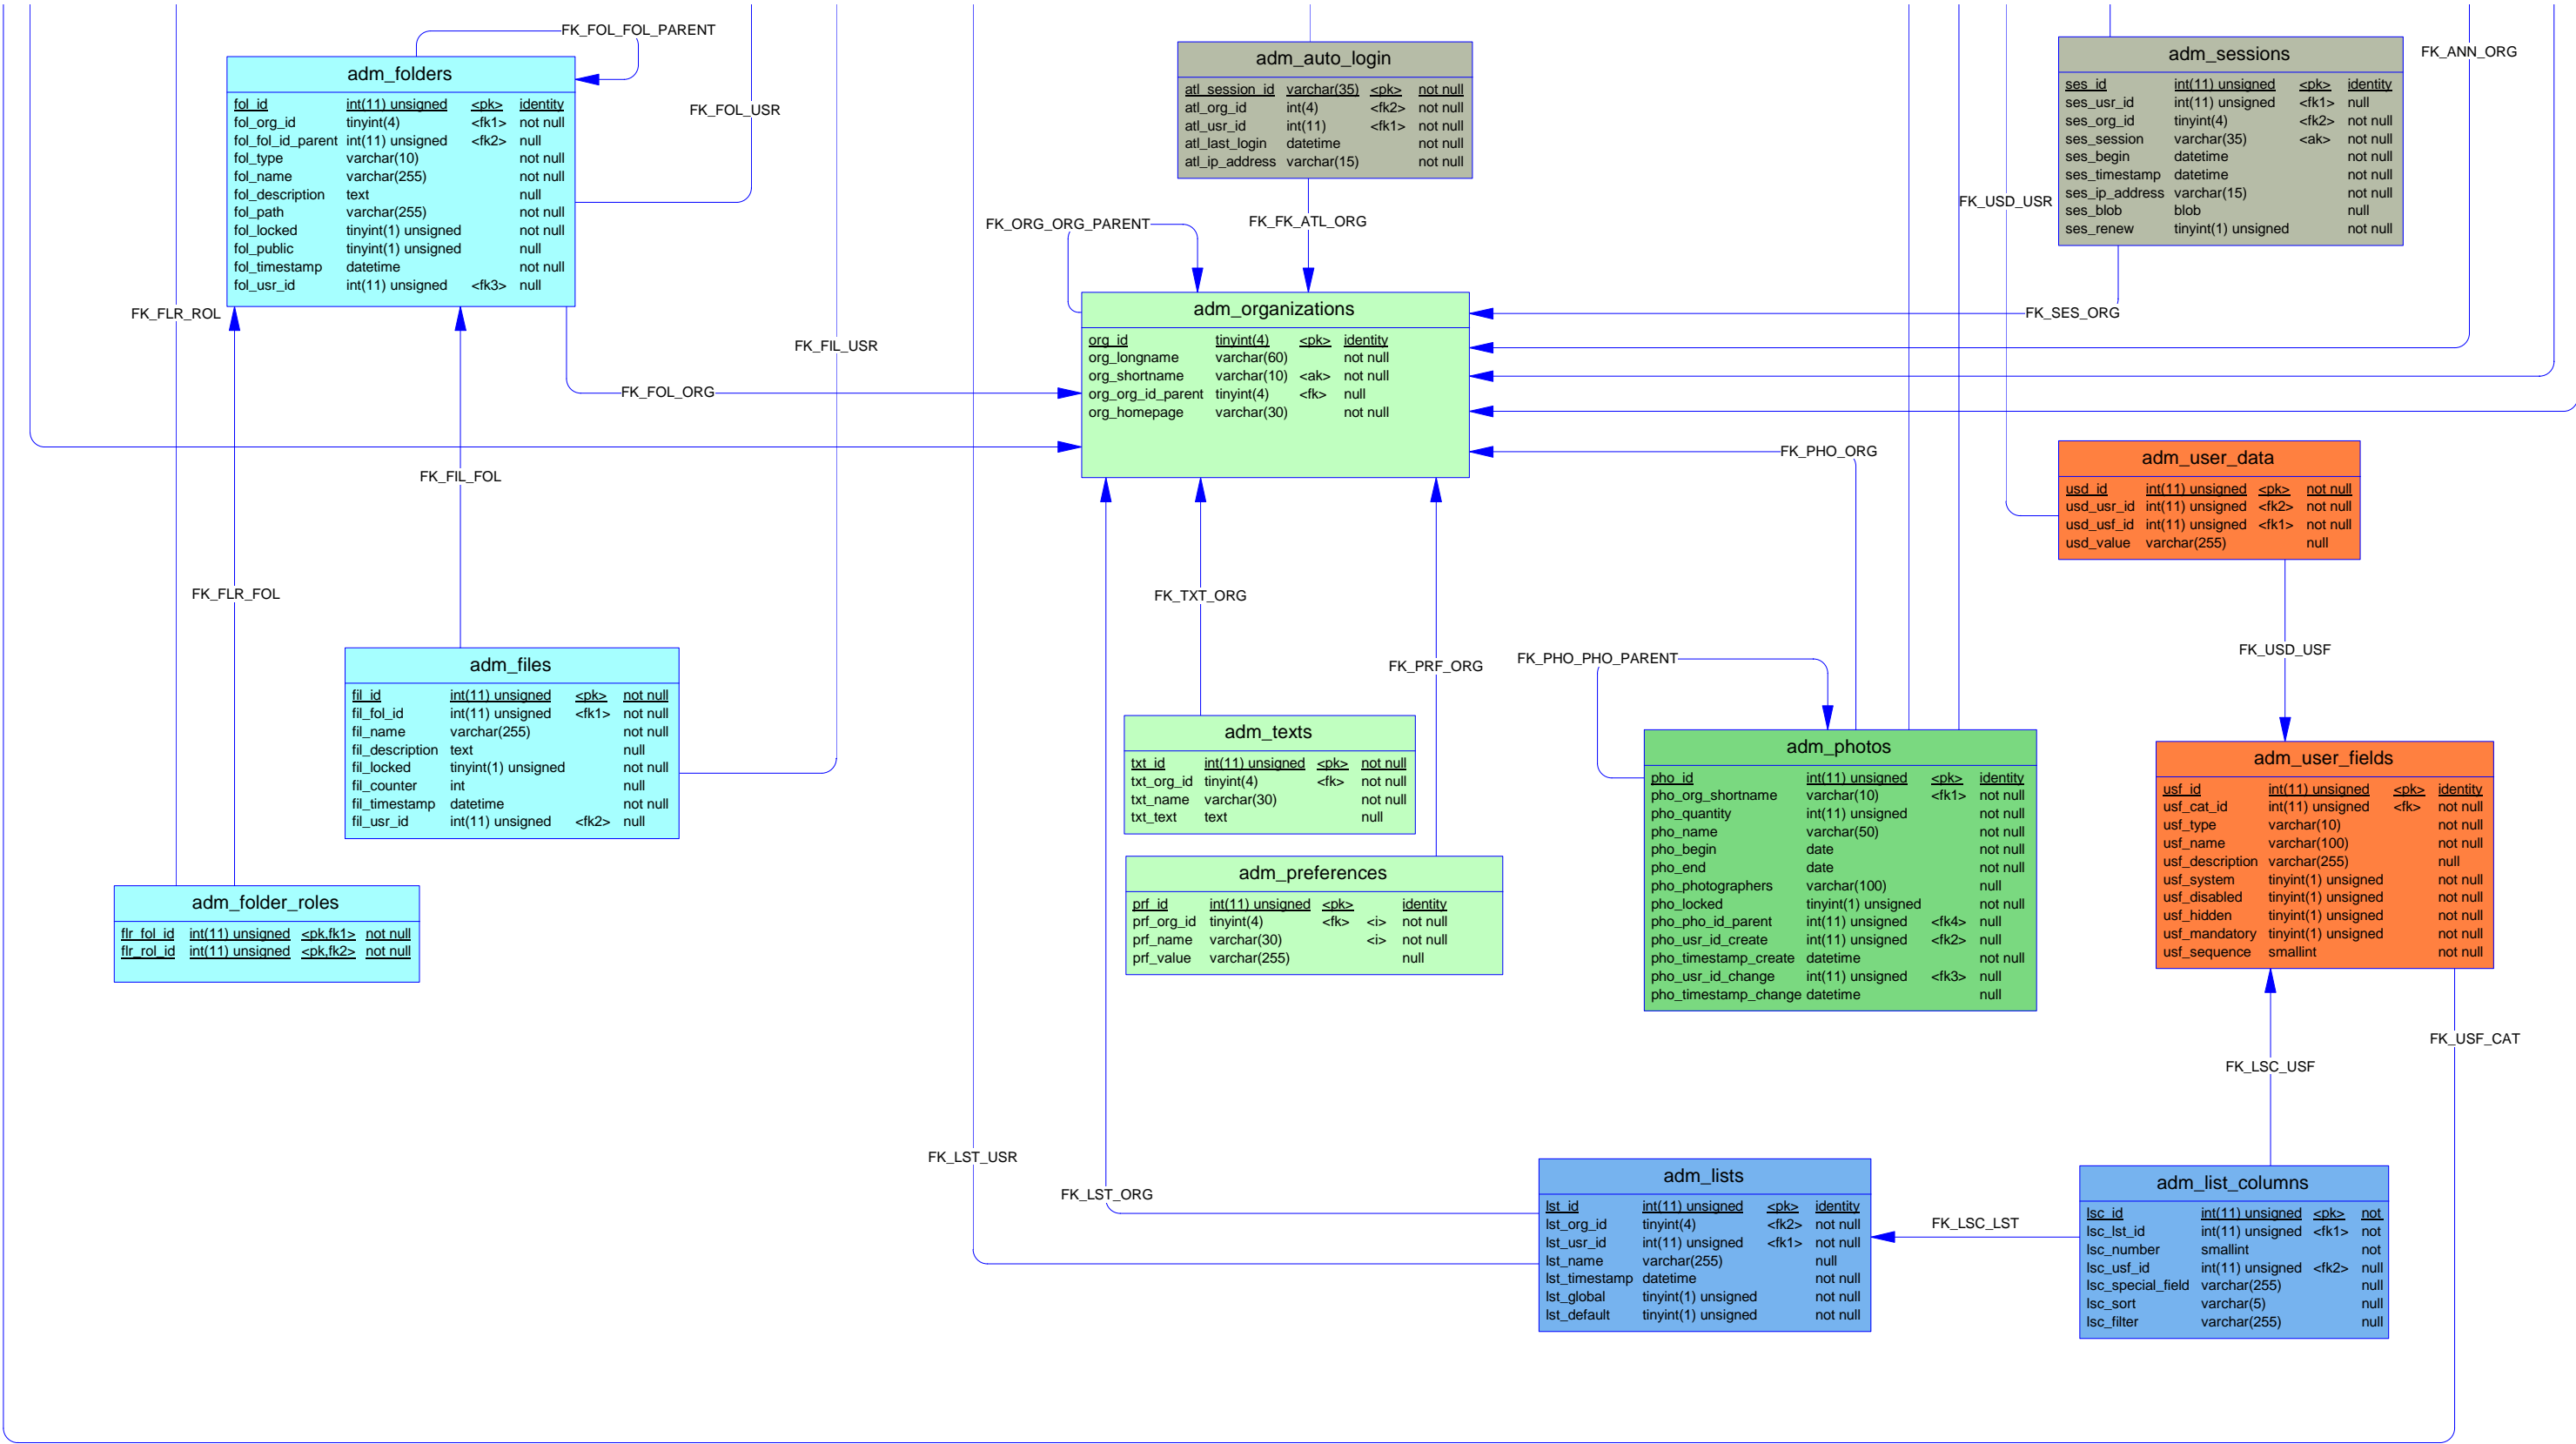 FK_FOL_FOL_PARENT
FK_FOL_USR
adm_folders
fol_id int(11) unsigned <pk> identity
fol_org_id tinyint(4) <fk1> not null
fol_fol_id_parent int(11) unsigned <fk2> null
fol_type varchar(10) not null
fol_name varchar(255) not null
fol_description text null
fol_path varchar(255) not null
fol_locked tinyint(1) unsigned not null
fol_public tinyint(1) unsigned null
fol_timestamp datetime not null
fol_usr_id int(11) unsigned <fk3> null
adm_auto_login
atl_session_id varchar(35) <pk> not null
atl_org_id int(4) <fk2> not null
atl_usr_id int(11) <fk1> not null
atl_last_login datetime not null
atl_ip_address varchar(15) not null
adm_sessions
ses_id int(11) unsigned <pk> identity
ses_usr_id int(11) unsigned <fk1> null
ses_org_id tinyint(4) <fk2> not null
ses_session varchar(35) <ak> not null
ses_begin datetime not null
ses_timestamp datetime not null
ses_ip_address varchar(15) not null
ses_blob blob null
ses_renew tinyint(1) unsigned not null
FK_ANN_ORG
FK_USD_USR
FK_ORG_ORG_PARENT
FK_FK_ATL_ORG
FK_FLR_ROL
FK_FIL_USR
FK_SES_ORG
FK_FOL_ORG
adm_organizations
org_id tinyint(4) <pk> identity
org_longname varchar(60) not null
org_shortname varchar(10) <ak> not null
org_org_id_parent tinyint(4) <fk> null
org_homepage varchar(30) not null
FK_PHO_ORG
FK_FIL_FOL
adm_user_data
usd_id int(11) unsigned <pk> not null
usd_usr_id int(11) unsigned <fk2> not null
usd_usf_id int(11) unsigned <fk1> not null
usd_value varchar(255) null
FK_FLR_FOL
FK_TXT_ORG
FK_PRF_ORG
FK_PHO_PHO_PARENT
FK_USD_USF
adm_files
fil_id int(11) unsigned <pk> not null
fil_fol_id int(11) unsigned <fk1> not null
fil_name varchar(255) not null
fil_description text null
fil_locked tinyint(1) unsigned not null
fil_counter int null
fil_timestamp datetime not null
fil_usr_id int(11) unsigned <fk2> null
adm_texts
txt_id int(11) unsigned <pk> not null
txt_org_id tinyint(4) <fk> not null
txt_name varchar(30) not null
txt_text text null
adm_photos
pho_id int(11) unsigned <pk> identity
pho_org_shortname varchar(10) <fk1> not null
pho_quantity int(11) unsigned not null
pho_name varchar(50) not null
pho_begin date not null
pho_end date not null
pho_photographers varchar(100) null
pho_locked tinyint(1) unsigned not null
pho_pho_id_parent int(11) unsigned <fk4> null
pho_usr_id_create int(11) unsigned <fk2> null
pho_timestamp_create datetime not null
pho_usr_id_change int(11) unsigned <fk3> null
pho_timestamp_change datetime null
adm_user_fields
usf_id int(11) unsigned <pk> identity
usf_cat_id int(11) unsigned <fk> not null
usf_type varchar(10) not null
usf_name varchar(100) not null
usf_description varchar(255) null
usf_system tinyint(1) unsigned not null
usf_disabled tinyint(1) unsigned not null
usf_hidden tinyint(1) unsigned not null
usf_mandatory tinyint(1) unsigned not null
usf_sequence smallint not null
adm_preferences
prf_id int(11) unsigned <pk> identity
prf_org_id tinyint(4) <fk> <i> not null
prf_name varchar(30) <i> not null
prf_value varchar(255) null
adm_folder_roles
flr_fol_id int(11) unsigned <pk,fk1> not null
flr_rol_id int(11) unsigned <pk,fk2> not null
FK_USF_CAT
FK_LSC_USF
FK_LST_USR
FK_LST_ORG
adm_lists
lst_id int(11) unsigned <pk> identity
lst_org_id tinyint(4) <fk2> not null
lst_usr_id int(11) unsigned <fk1> not null
lst_name varchar(255) null
lst_timestamp datetime not null
lst_global tinyint(1) unsigned not null
lst_default tinyint(1) unsigned not null
FK_LSC_LST
adm_list_columns
lsc_id int(11) unsigned <pk> not
lsc_lst_id int(11) unsigned <fk1> not
lsc_number smallint not
lsc_usf_id int(11) unsigned <fk2> null
lsc_special_field varchar(255) null
lsc_sort varchar(5) null
lsc_filter varchar(255) null